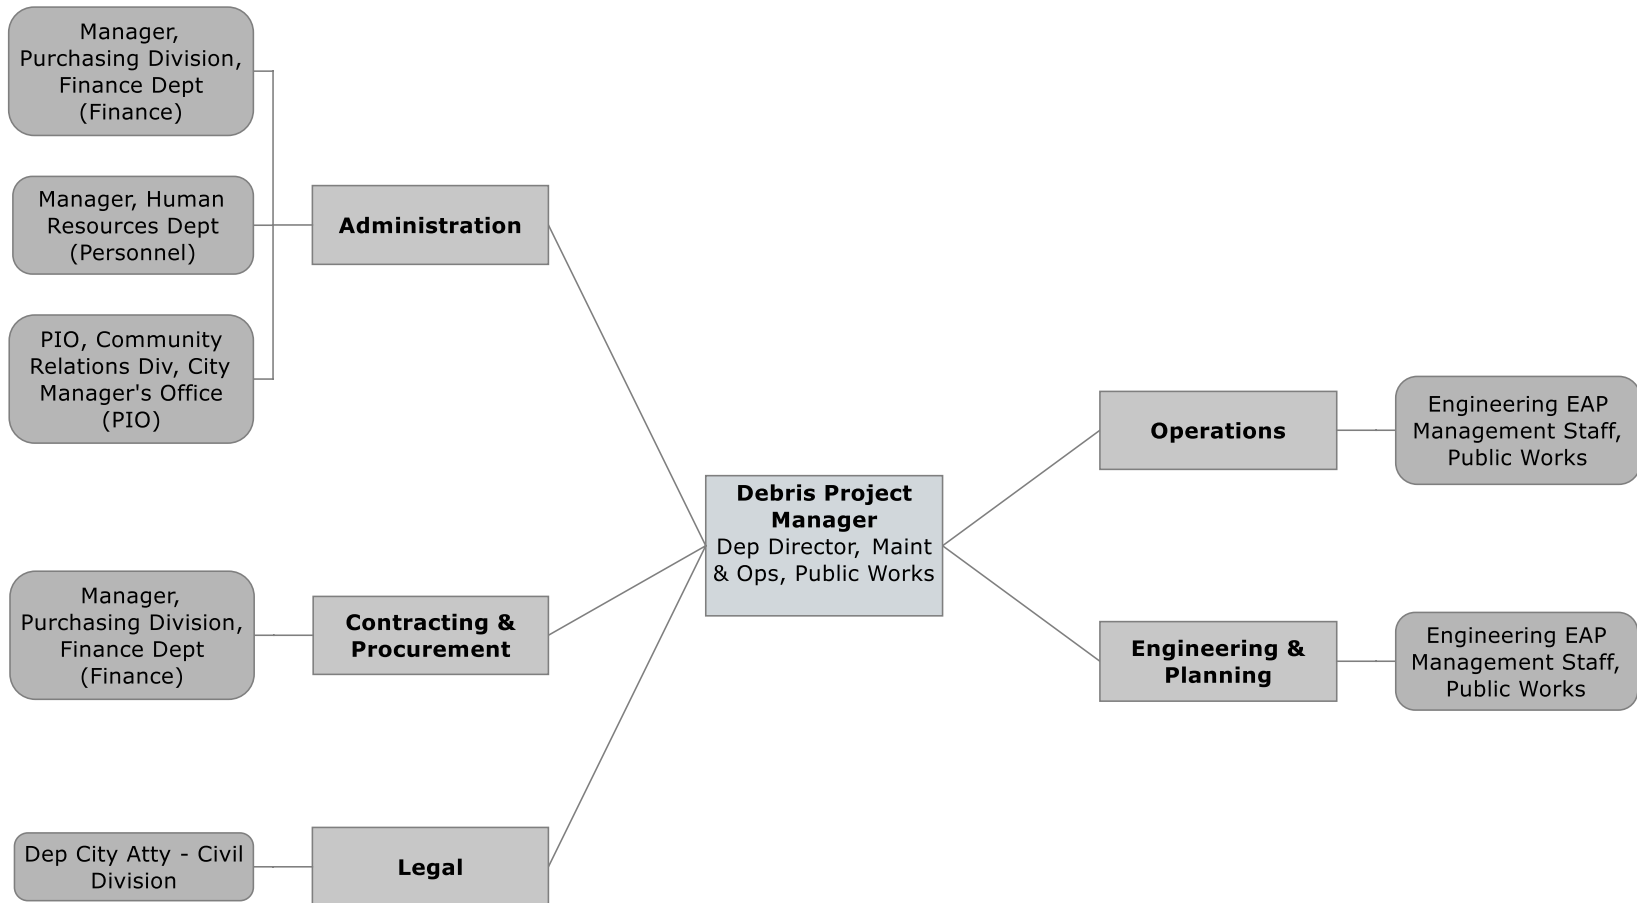 Manager,
Purchasing Division,
Finance Dept
(Finance)
Manager, Human
Resources Dept
(Personnel)
PIO, Community
Relations Div, City
Manager's Office
(PIO)
Administration
Manager,
Purchasing Division,
Finance Dept
(Finance)
Contracting &
Procurement
Dep City Atty - Civil
Division
Legal
Debris Project
Manager
Dep Director, Maint
& Ops, Public Works
Operations
Engineering EAP
Management Staff,
Public Works
Engineering &
Planning
Engineering EAP
Management Staff,
Public Works